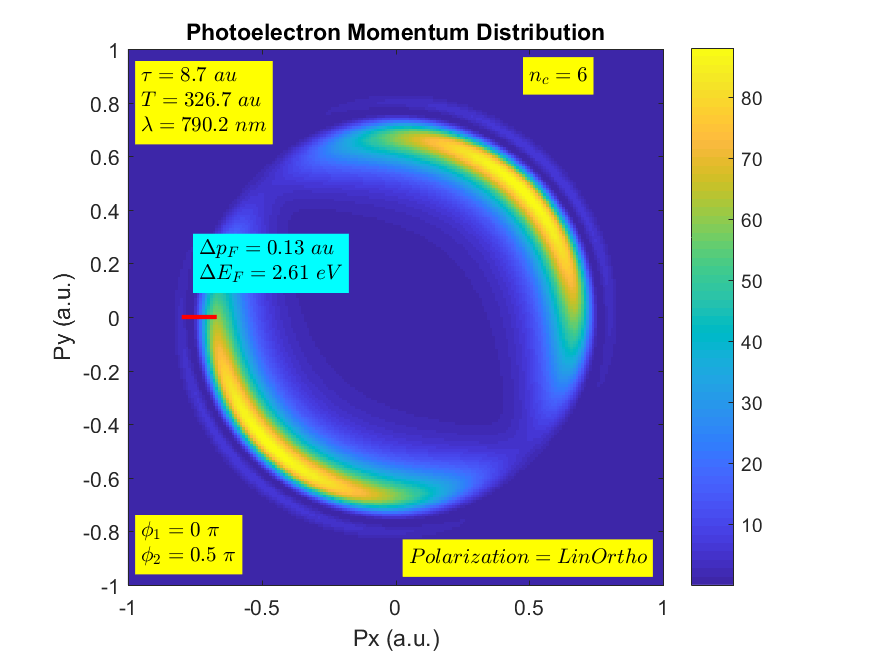 Photoelectron Momentum Distribution
τ = 8.7 au
T = 326.7 au
λ = 790.2 nm
n_c = 6
Δp_F = 0.13 au
ΔE_F = 2.61 eV
ϕ_1 = 0 π
ϕ_2 = 0.5 π
Polarization = LinOrtho
Py (a.u.)
1
0.8
0.6
0.4
0.2
0
-0.2
-0.4
-0.6
-0.8
-1
-1 -0.5 0 0.5 1
Px (a.u.)
80
70
60
50
40
30
20
10